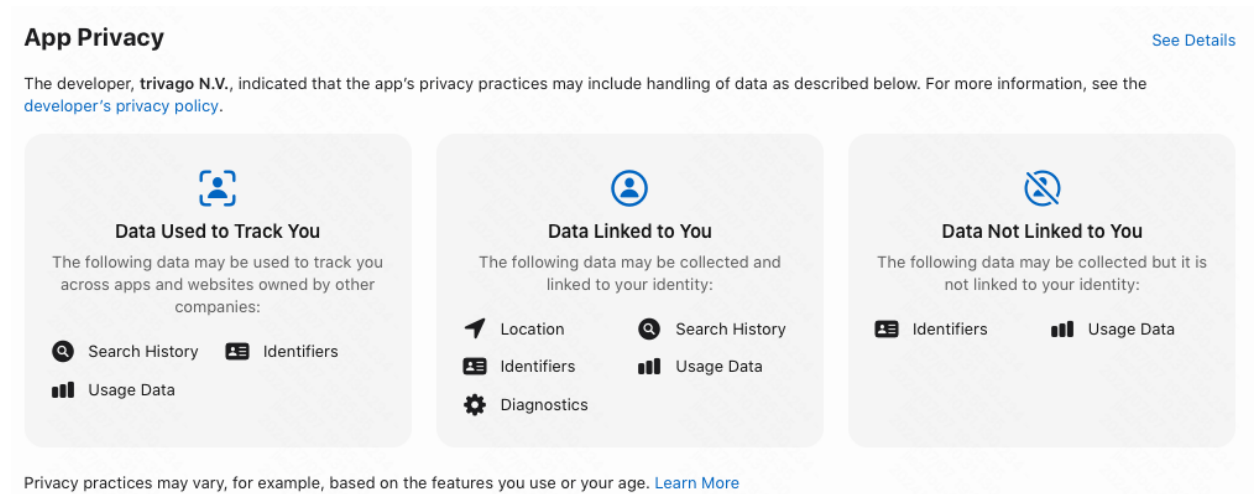 App Privacy
See Details
The developer, trivago N.V., indicated that the app's privacy practices may include handling of data as described below. For more information, see the
developer's privacy policy.
Data Used to Track You
The following data may be used to track you
across apps and websites owned by other
companies:
Search History
Identifiers
Usage Data
Data Linked to You
The following data may be collected and
linked to your identity:
Location
Search History
Identifiers
Usage Data
Diagnostics
Data Not Linked to You
The following data may be collected but it is
not linked to your identity:
Identifiers
Usage Data
Privacy practices may vary, for example, based on the features you use or your age. Learn More